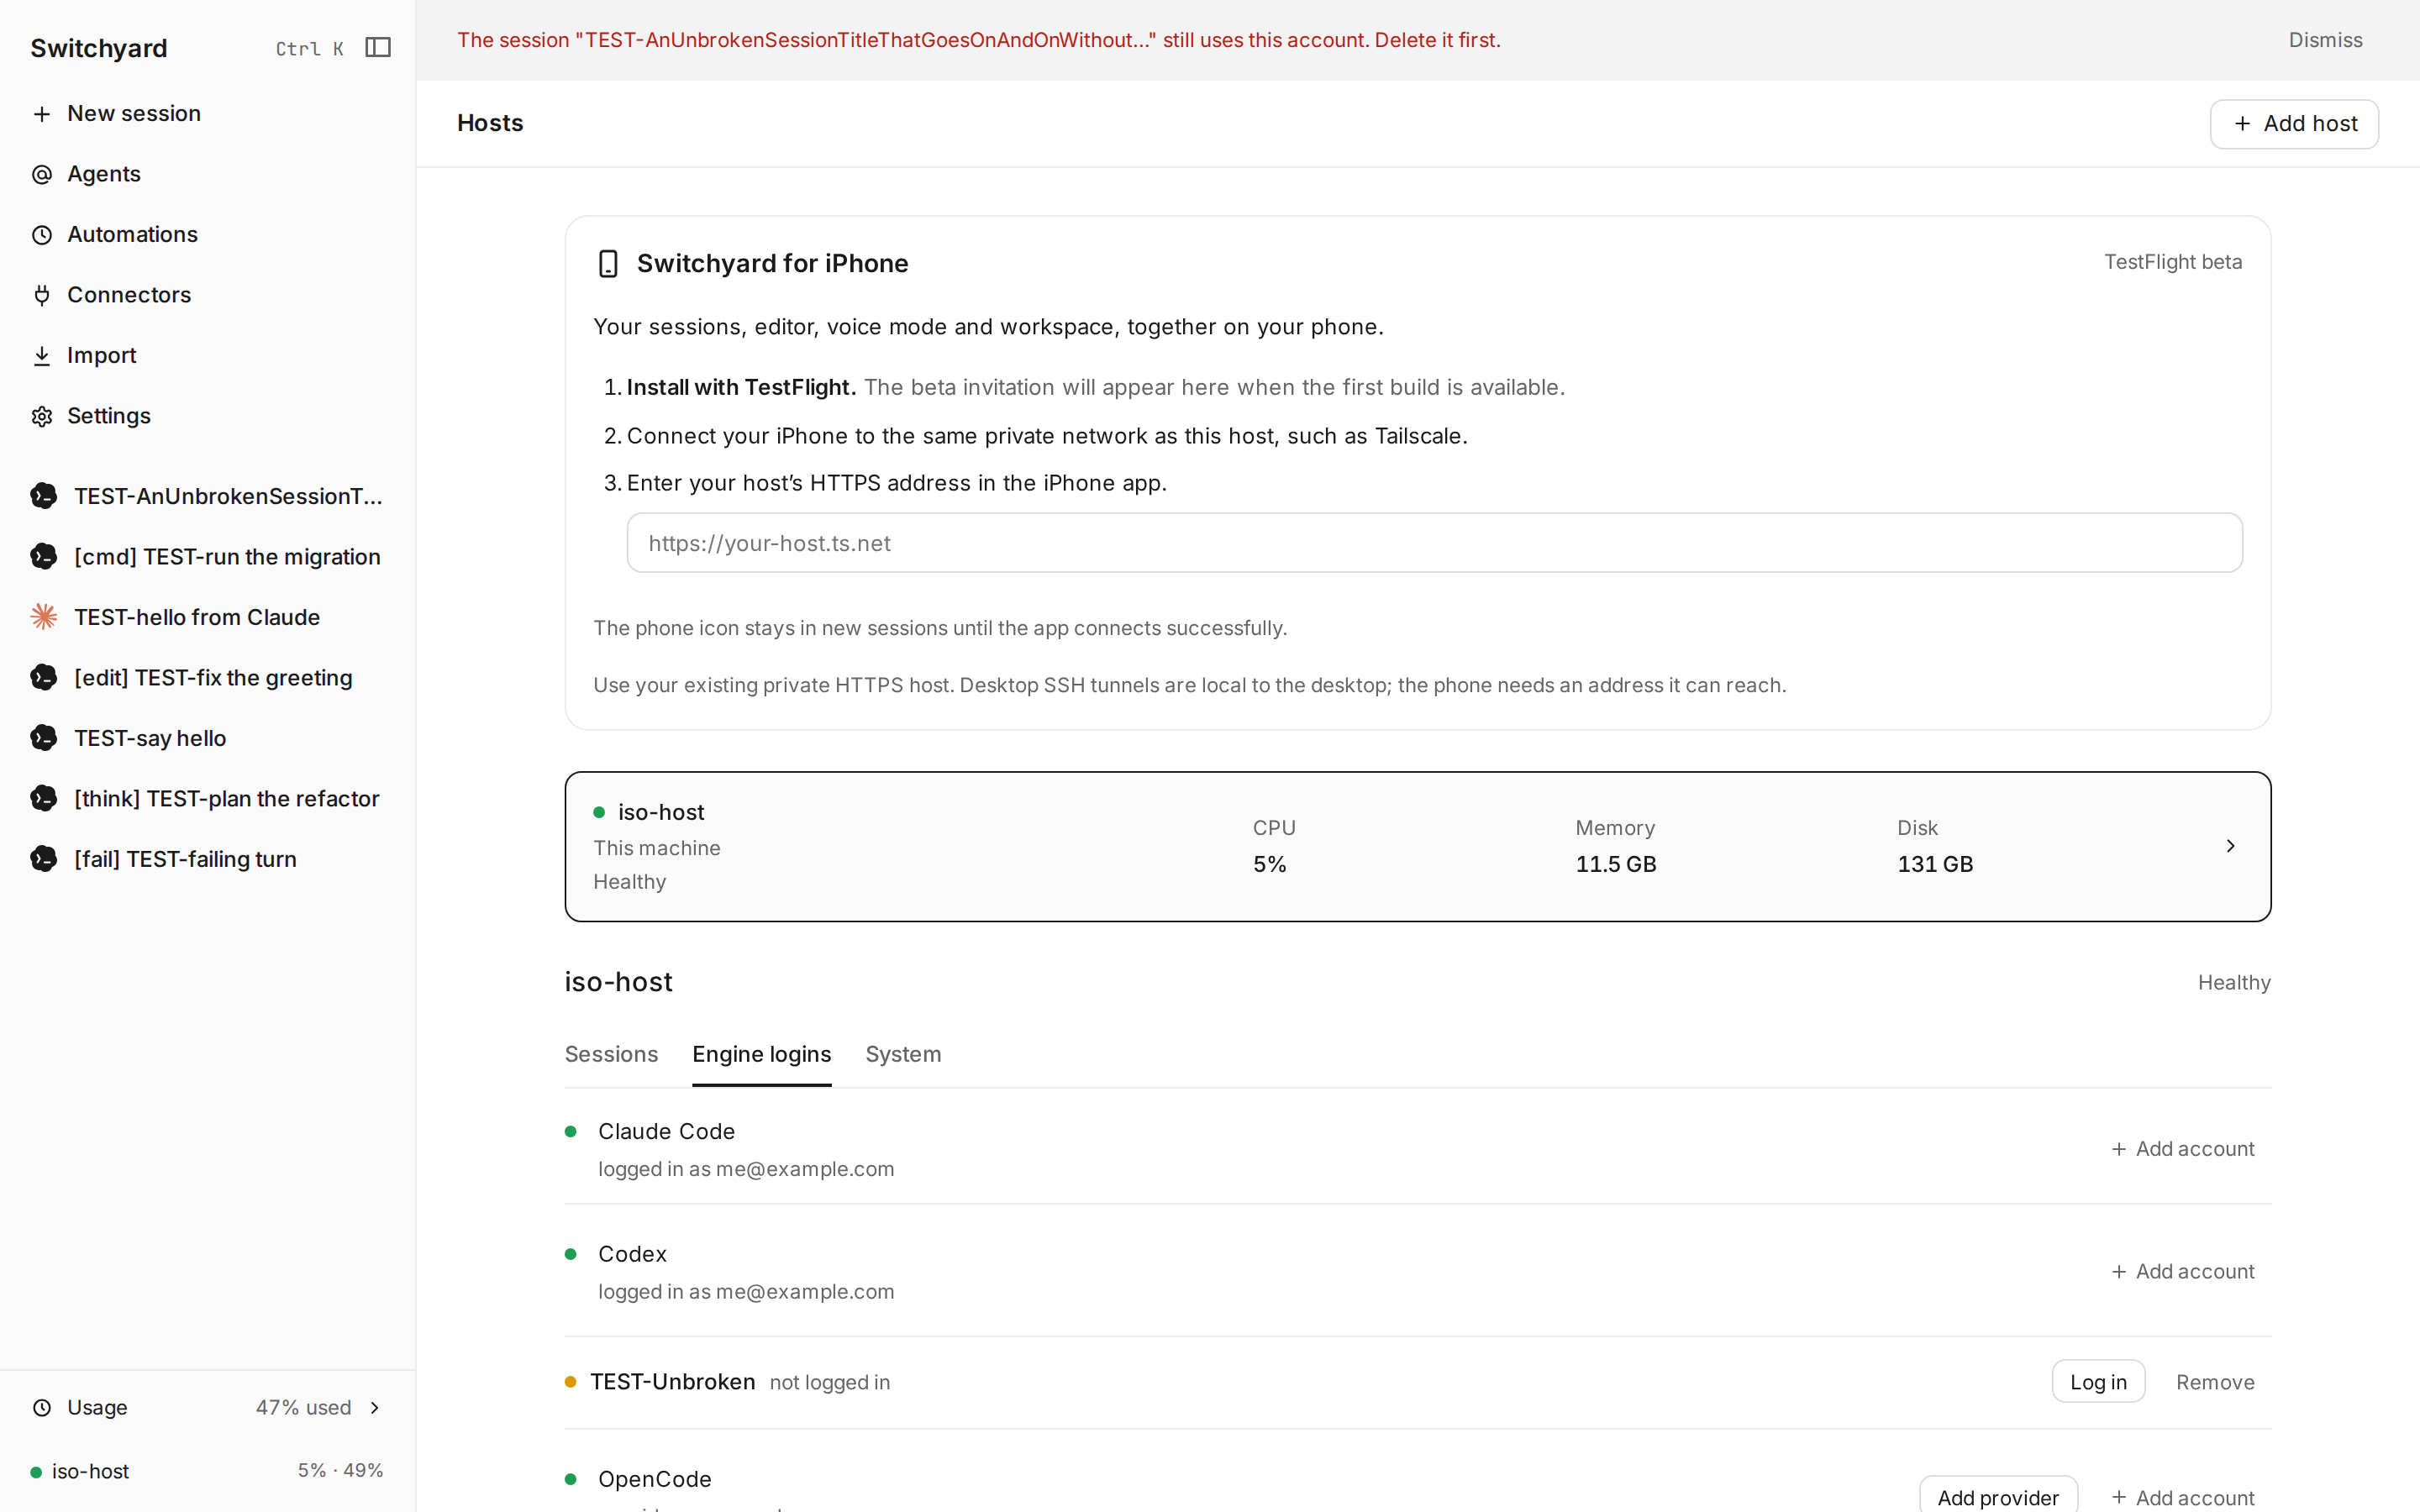 Switchyard
Ctrl K
New session
Agents
Automations
Connectors
Import
Settings
TEST-AnUnbrokenSessionT...
[cmd] TEST-run the migration
TEST-hello from Claude
[edit] TEST-fix the greeting
TEST-say hello
[think] TEST-plan the refactor
[fail] TEST-failing turn
Usage 47% used
iso-host 5% · 49%
The session "TEST-AnUnbrokenSessionTitleThatGoesOnAndOnWithout..." still uses this account. Delete it first.
Dismiss
Hosts
+ Add host
Switchyard for iPhone
TestFlight beta
Your sessions, editor, voice mode and workspace, together on your phone.
1. Install with TestFlight. The beta invitation will appear here when the first build is available.
2. Connect your iPhone to the same private network as this host, such as Tailscale.
3. Enter your host’s HTTPS address in the iPhone app.
https://your-host.ts.net
The phone icon stays in new sessions until the app connects successfully.
Use your existing private HTTPS host. Desktop SSH tunnels are local to the desktop; the phone needs an address it can reach.
iso-host
This machine
Healthy
CPU
5%
Memory
11.5 GB
Disk
131 GB
iso-host
Healthy
Sessions
Engine logins
System
Claude Code
logged in as me@example.com
+ Add account
Codex
logged in as me@example.com
+ Add account
TEST-Unbroken not logged in
Log in
Remove
OpenCode
Add provider
+ Add account